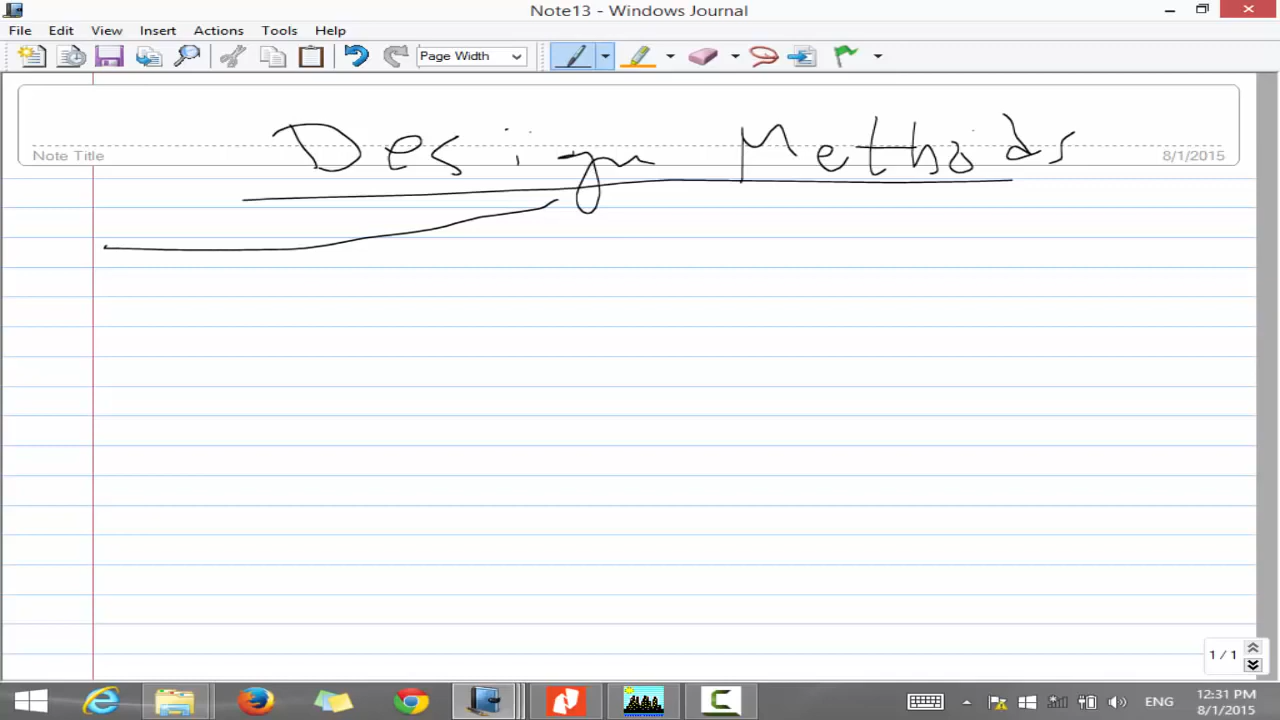 Note13 - Windows Journal
File Edit View Insert Actions Tools Help
Page Width
Design Methods
Note Title
8/1/2015
1 / 1
ENG
12:31 PM
8/1/2015